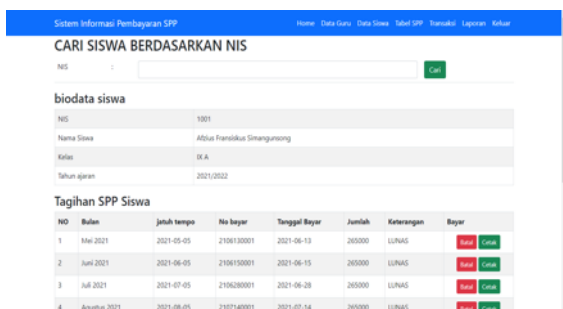 Sistem Informasi Pembayaran SPP Home Data Guru Data Siswa Tabel SPP Transaksi Laporan Keluar
CARI SISWA BERDASARKAN NIS
NIS : Cari
biodata siswa
NIS 1001
Nama Siswa Afzius Fransiskus Simangunsong
Kelas IX A
Tahun ajaran 2021/2022
Tagihan SPP Siswa
NO Bulan jatuh tempo No bayar Tanggal Bayar Jumlah Keterangan Bayar
1 Mei 2021 2021-05-05 2106130001 2021-06-13 265000 LUNAS Batal Cetak
2 Juni 2021 2021-06-05 2106150001 2021-06-15 265000 LUNAS Batal Cetak
3 Juli 2021 2021-07-05 2106280001 2021-06-28 265000 LUNAS Batal Cetak
4 Agustus 2021 2021-08-05 2107140001 2021-07-14 265000 LUNAS Batal Cetak